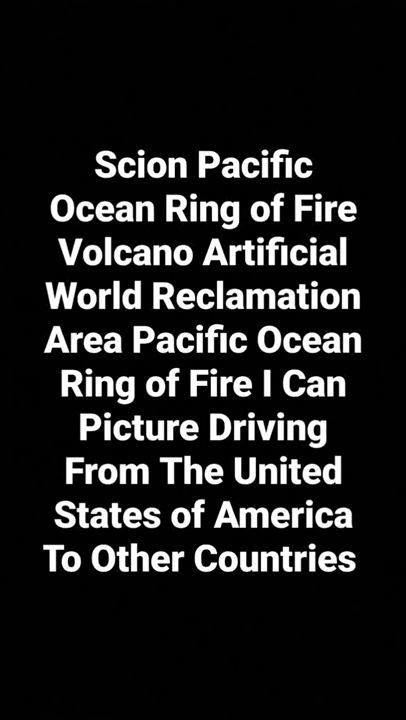 Scion Pacific
Ocean Ring of Fire
Volcano Artificial
World Reclamation
Area Pacific Ocean
Ring of Fire I Can
Picture Driving
From The United
States of America
To Other Countries